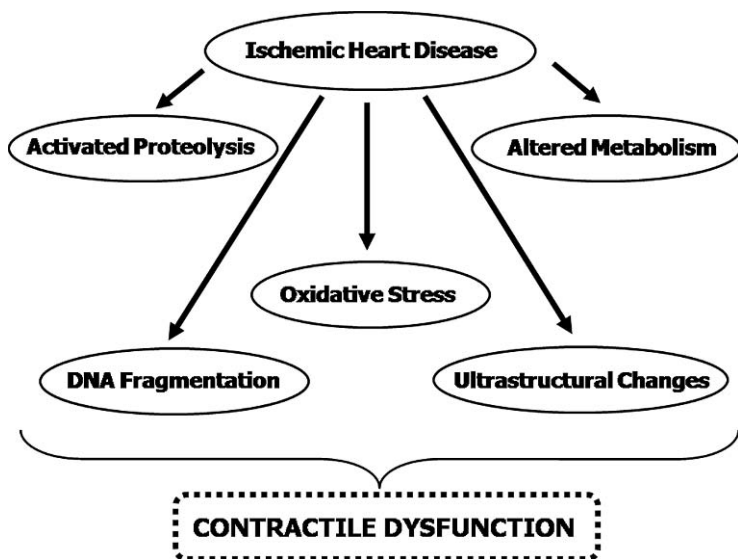 Ischemic Heart Disease
Activated Proteolysis
Altered Metabolism
Oxidative Stress
DNA Fragmentation
Ultrastructural Changes
CONTRACTILE DYSFUNCTION